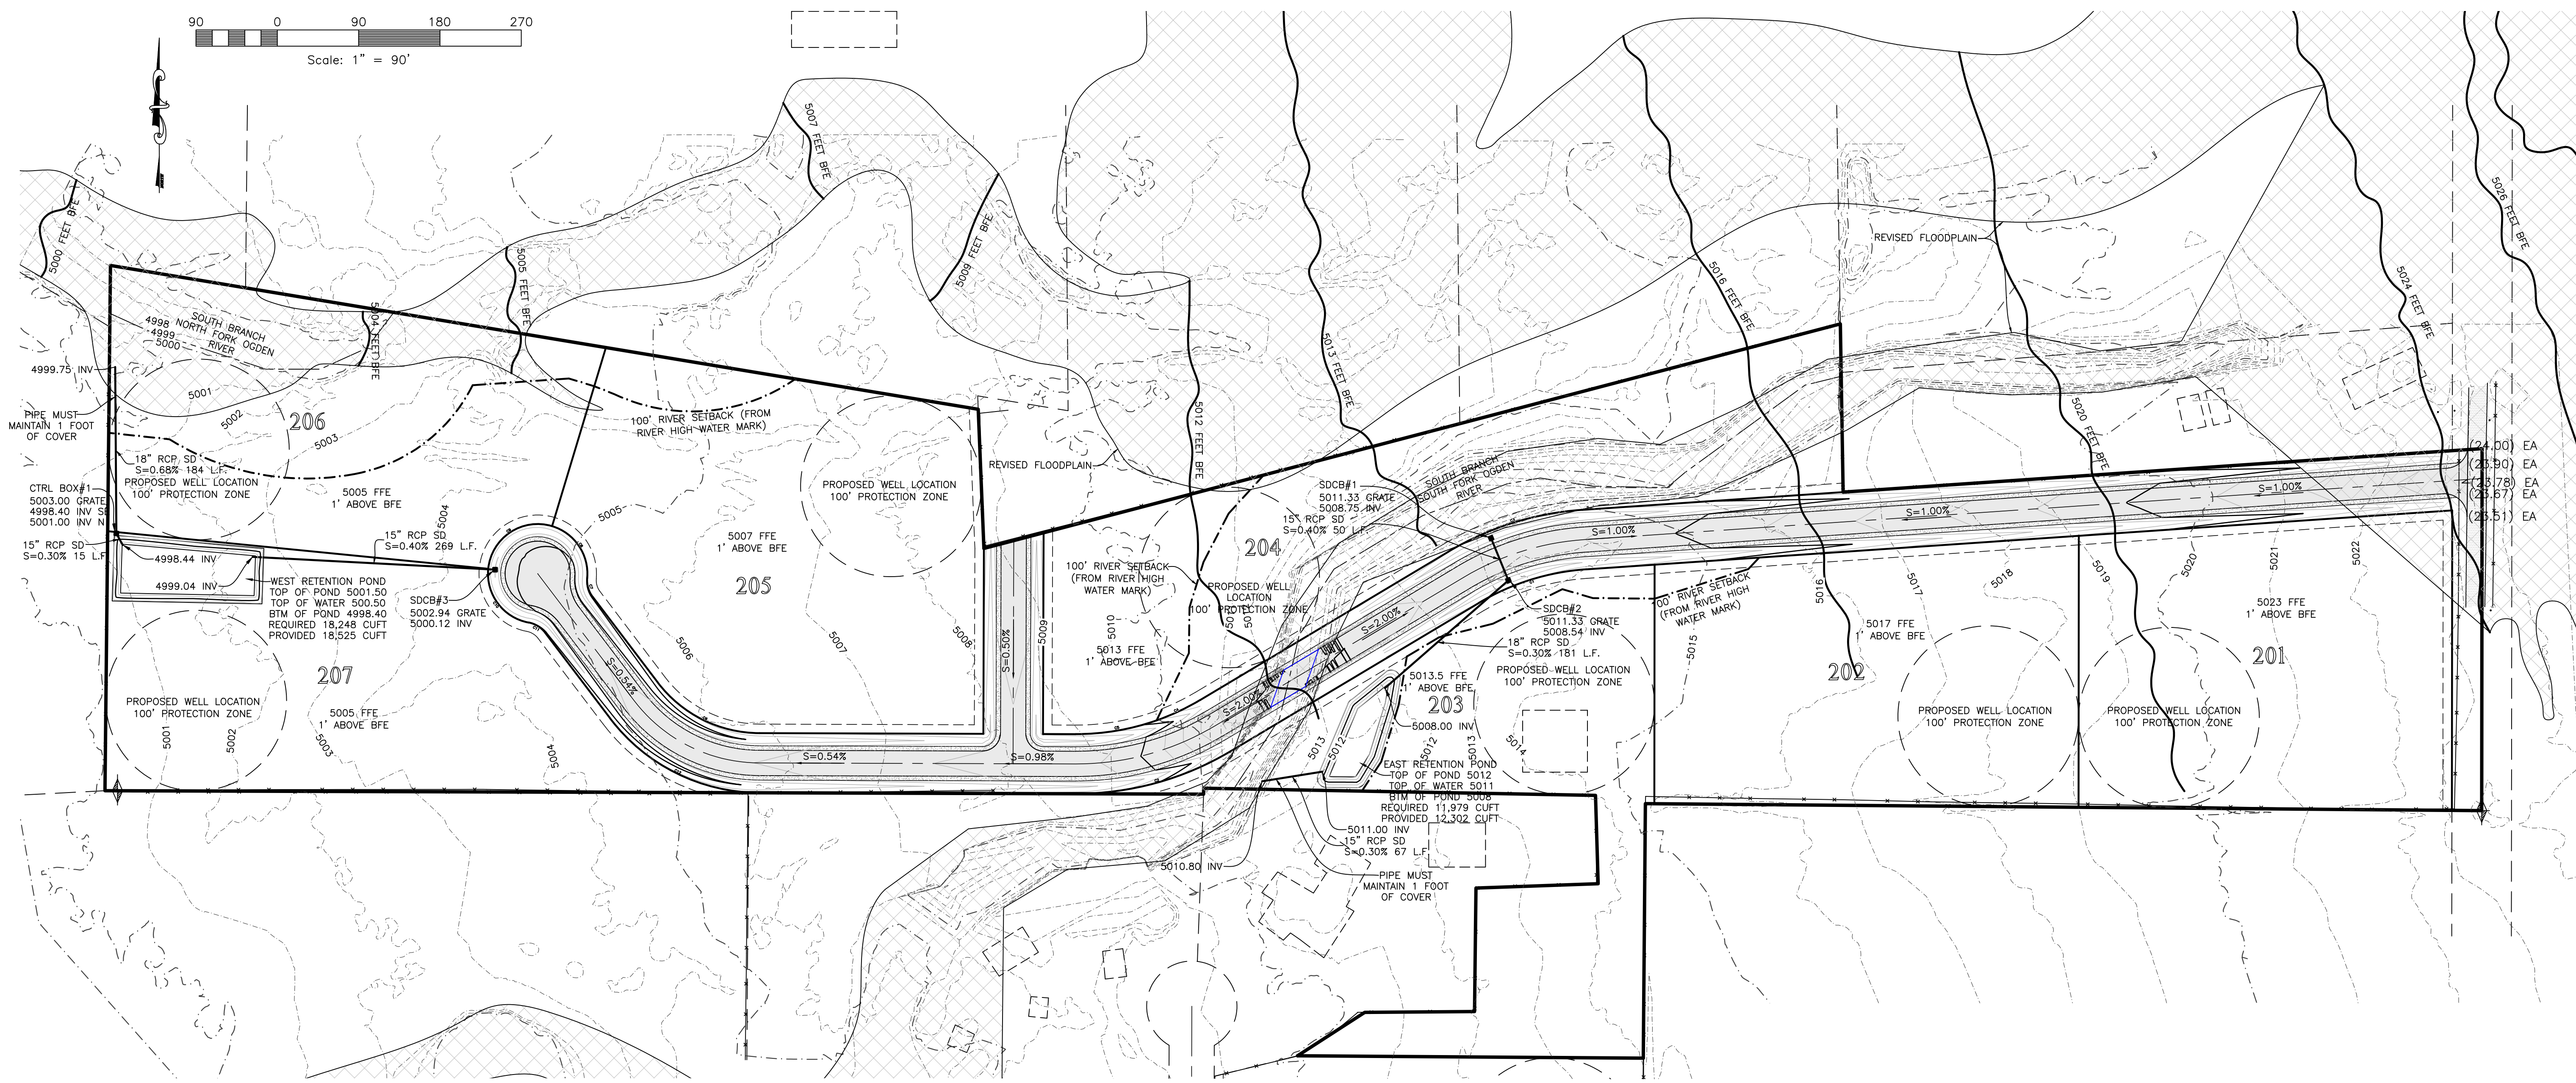 90 0 90 180 270
Scale: 1" = 90'
5000 FEET BFE
5004 FEET BFE
5005 FEET BFE
5007 FEET BFE
5009 FEET BFE
5012 FEET BFE
5013 FEET BFE
5016 FEET BFE
5020 FEET BFE
5024 FEET BFE
5026 FEET BFE
REVISED FLOODPLAIN
REVISED FLOODPLAIN
SOUTH BRANCH
NORTH FORK OGDEN
RIVER
4998
4999
5000
5001
5002
5003
4999.75 INV
PIPE MUST
MAINTAIN 1 FOOT
OF COVER
206
18" RCP SD
S=0.68% 184 L.F.
PROPOSED WELL LOCATION
100' PROTECTION ZONE
CTRL BOX#1
5003.00 GRATE
4998.40 INV SE
5001.00 INV N
15" RCP SD
S=0.30% 15 L.F.
5005 FFE
1' ABOVE BFE
5004
15" RCP SD
S=0.40% 269 L.F.
4998.44 INV
4999.04 INV
WEST RETENTION POND
TOP OF POND 5001.50
TOP OF WATER 500.50
BTM OF POND 4998.40
REQUIRED 18,248 CUFT
PROVIDED 18,525 CUFT
SDCB#3
5002.94 GRATE
5000.12 INV
207
PROPOSED WELL LOCATION
100' PROTECTION ZONE
5005 FFE
1' ABOVE BFE
5001
5002
5003
5004
100' RIVER SETBACK (FROM
RIVER HIGH WATER MARK)
PROPOSED WELL LOCATION
100' PROTECTION ZONE
5005
5007 FFE
1' ABOVE BFE
205
5006
5007
5008
S=0.54%
S=0.54%
S=0.50%
S=0.98%
5009
5010
100' RIVER SETBACK
(FROM RIVER HIGH
WATER MARK)
5013 FFE
1' ABOVE BFE
204
PROPOSED WELL
LOCATION
100' PROTECTION ZONE
SDCB#1
5011.33 GRATE
5008.75 INV
15" RCP SD
S=0.40% 50 L.F.
SOUTH BRANCH
SOUTH FORK OGDEN
RIVER
S=2.00%
S=2.00%
S=1.00%
S=1.00%
S=1.00%
SDCB#2
5011.33 GRATE
5008.54 INV
18" RCP SD
S=0.30% 181 L.F.
PROPOSED WELL LOCATION
100' PROTECTION ZONE
5013.5 FFE
1' ABOVE BFE
203
5008.00 INV
5013
5012
5012
5013
5014
EAST RETENTION POND
TOP OF POND 5012
TOP OF WATER 5011
BTM OF POND 5008
REQUIRED 11,979 CUFT
PROVIDED 12,302 CUFT
5011.00 INV
15" RCP SD
S=0.30% 67 L.F.
5010.80 INV
PIPE MUST
MAINTAIN 1 FOOT
OF COVER
100' RIVER SETBACK
(FROM RIVER HIGH
WATER MARK)
5015
5016
5017
5018
5019
5020
5021
5022
5017 FFE
1' ABOVE BFE
202
PROPOSED WELL LOCATION
100' PROTECTION ZONE
5023 FFE
1' ABOVE BFE
201
PROPOSED WELL LOCATION
100' PROTECTION ZONE
(24.00) EA
(23.90) EA
(23.78) EA
(23.67) EA
(23.51) EA